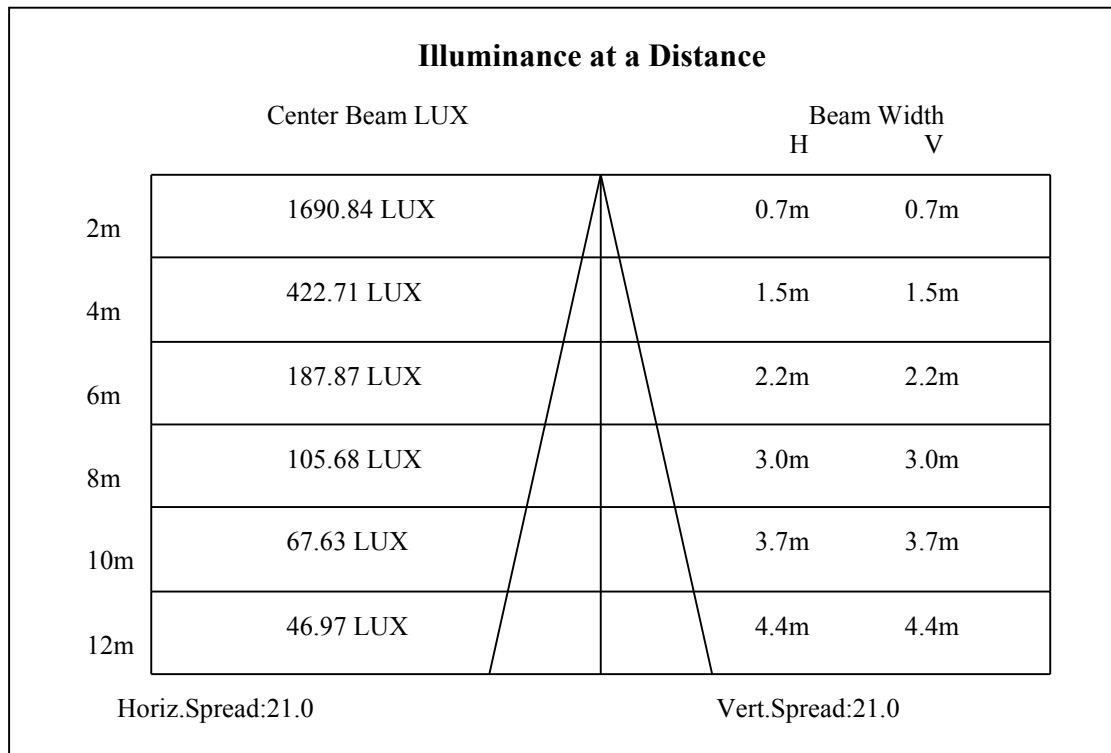 Illuminance at a Distance
Center Beam LUX Beam Width
H V
2m 1690.84 LUX 0.7m 0.7m
4m 422.71 LUX 1.5m 1.5m
6m 187.87 LUX 2.2m 2.2m
8m 105.68 LUX 3.0m 3.0m
10m 67.63 LUX 3.7m 3.7m
12m 46.97 LUX 4.4m 4.4m
Horiz.Spread:21.0 Vert.Spread:21.0